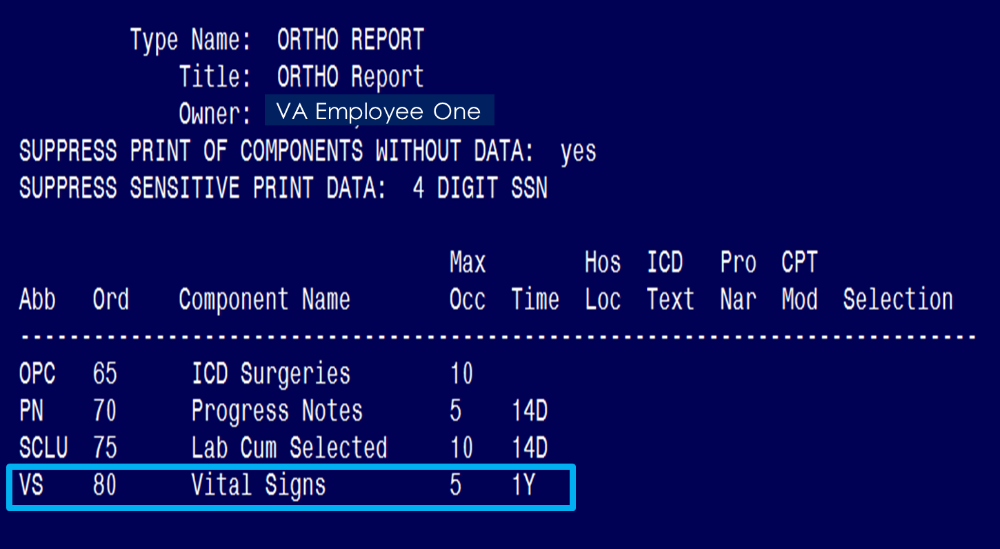 Type Name: ORTHO REPORT
Title: ORTHO Report
Owner: VA Employee One
SUPPRESS PRINT OF COMPONENTS WITHOUT DATA: yes
SUPPRESS SENSITIVE PRINT DATA: 4 DIGIT SSN
Max Hos ICD Pro CPT
Abb Ord Component Name Occ Time Loc Text Nar Mod Selection
--------------------------------------------------------------------------------
OPC 65 ICD Surgeries 10
PN 70 Progress Notes 5 14D
SCLU 75 Lab Cum Selected 10 14D
VS 80 Vital Signs 5 1Y